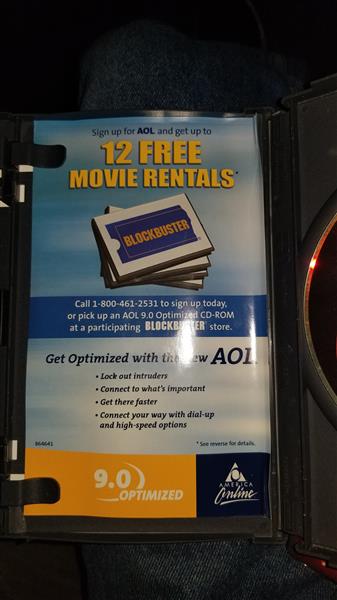 Sign up for AOL and get up to
12 FREE
MOVIE RENTALS*
BLOCKBUSTER
Call 1-800-461-2531 to sign up today,
or pick up an AOL 9.0 Optimized CD-ROM
at a participating BLOCKBUSTER store.
Get Optimized with the new AOL
• Lock out intruders
• Connect to what's important
• Get there faster
• Connect your way with dial-up
and high-speed options
864641
* See reverse for details.
9.0
OPTIMIZED
AMERICA
Online